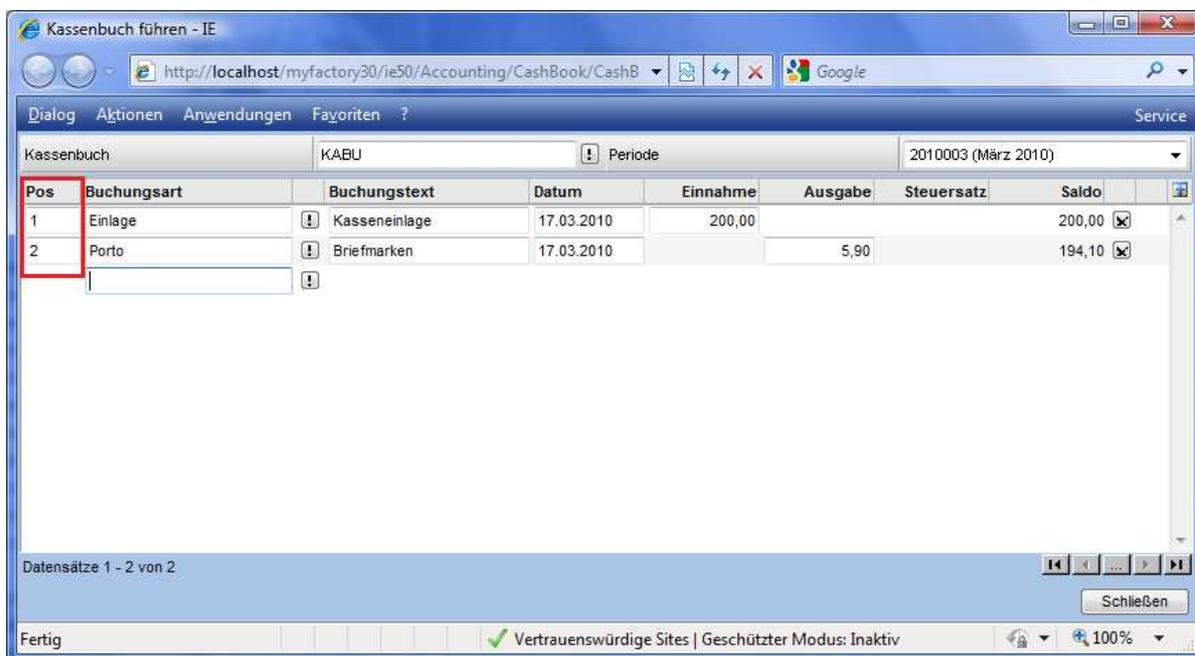 Kassenbuch führen - IE
http://localhost/myfactory30/ie50/Accounting/CashBook/CashB Google
Dialog Aktionen Anwendungen Favoriten ? Service
Kassenbuch KABU ! Periode 2010003 (März 2010)
Pos Buchungsart Buchungstext Datum Einnahme Ausgabe Steuersatz Saldo
1 Einlage ! Kasseneinlage 17.03.2010 200,00 200,00
2 Porto ! Briefmarken 17.03.2010 5,90 194,10
!
Datensätze 1 - 2 von 2 ...
Schließen
Fertig Vertrauenswürdige Sites | Geschützter Modus: Inaktiv 100%